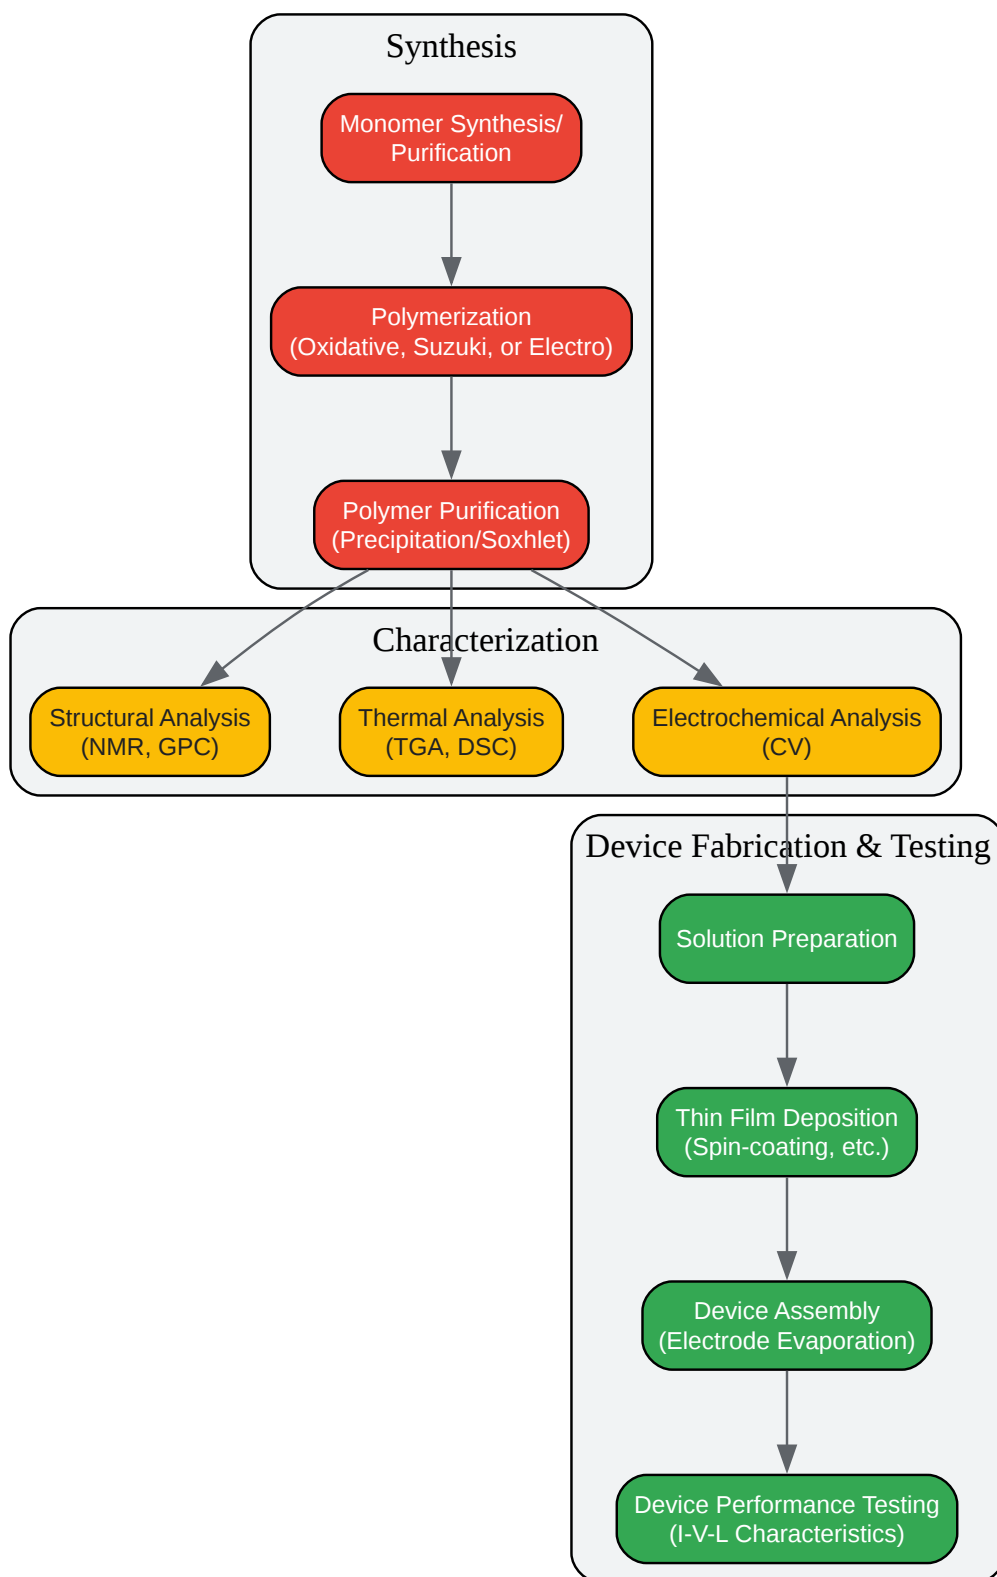 Synthesis
Monomer Synthesis/
Purification
Polymerization
(Oxidative, Suzuki, or Electro)
Polymer Purification
(Precipitation/Soxhlet)
Characterization
Structural Analysis
(NMR, GPC)
Thermal Analysis
(TGA, DSC)
Electrochemical Analysis
(CV)
Device Fabrication & Testing
Solution Preparation
Thin Film Deposition
(Spin-coating, etc.)
Device Assembly
(Electrode Evaporation)
Device Performance Testing
(I-V-L Characteristics)